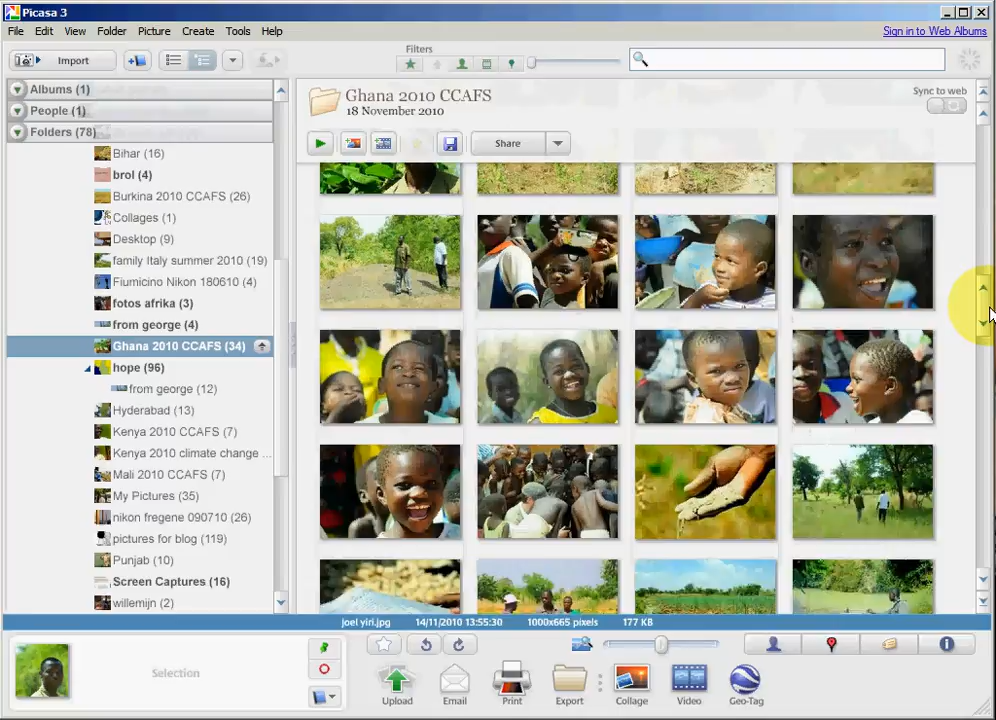 Picasa 3
File Edit View Folder Picture Create Tools Help
Sign in to Web Albums
Import
Filters
Albums (1)
People (1)
Folders (78)
Bihar (16)
brol (4)
Burkina 2010 CCAFS (26)
Collages (1)
Desktop (9)
family Italy summer 2010 (19)
Fiumicino Nikon 180610 (4)
fotos afrika (3)
from george (4)
Ghana 2010 CCAFS (34)
hope (96)
from george (12)
Hyderabad (13)
Kenya 2010 CCAFS (7)
Kenya 2010 climate change ...
Mali 2010 CCAFS (7)
My Pictures (35)
nikon fregene 090710 (26)
pictures for blog (119)
Punjab (10)
Screen Captures (16)
willemijn (2)
Ghana 2010 CCAFS
18 November 2010
Sync to web
Share
joel yiri.jpg 14/11/2010 13:55:30 1000x665 pixels 177 KB
Selection
Upload Email Print Export Collage Video Geo-Tag